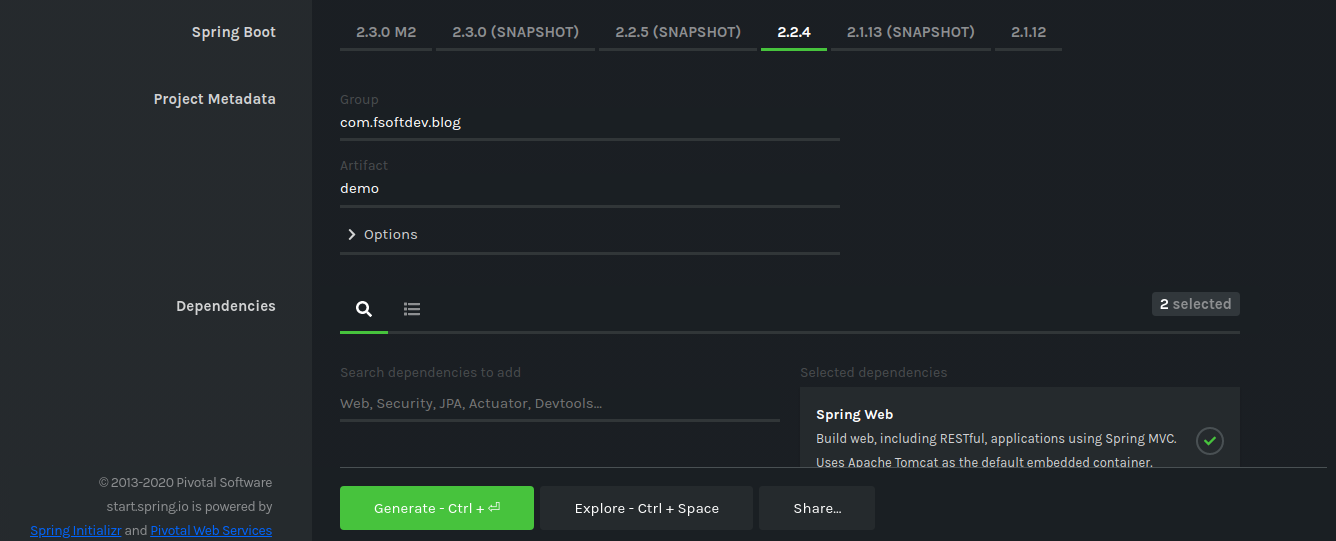 Spring Boot
2.3.0 M2 2.3.0 (SNAPSHOT) 2.2.5 (SNAPSHOT) 2.2.4 2.1.13 (SNAPSHOT) 2.1.12
Project Metadata
Group
com.fsoftdev.blog
Artifact
demo
Options
Dependencies
2 selected
Search dependencies to add
Web, Security, JPA, Actuator, Devtools...
Selected dependencies
Spring Web
Build web, including RESTful, applications using Spring MVC.
Uses Apache Tomcat as the default embedded container.
© 2013-2020 Pivotal Software
start.spring.io is powered by
Spring Initializr and Pivotal Web Services
Generate - Ctrl + ⏎
Explore - Ctrl + Space
Share...